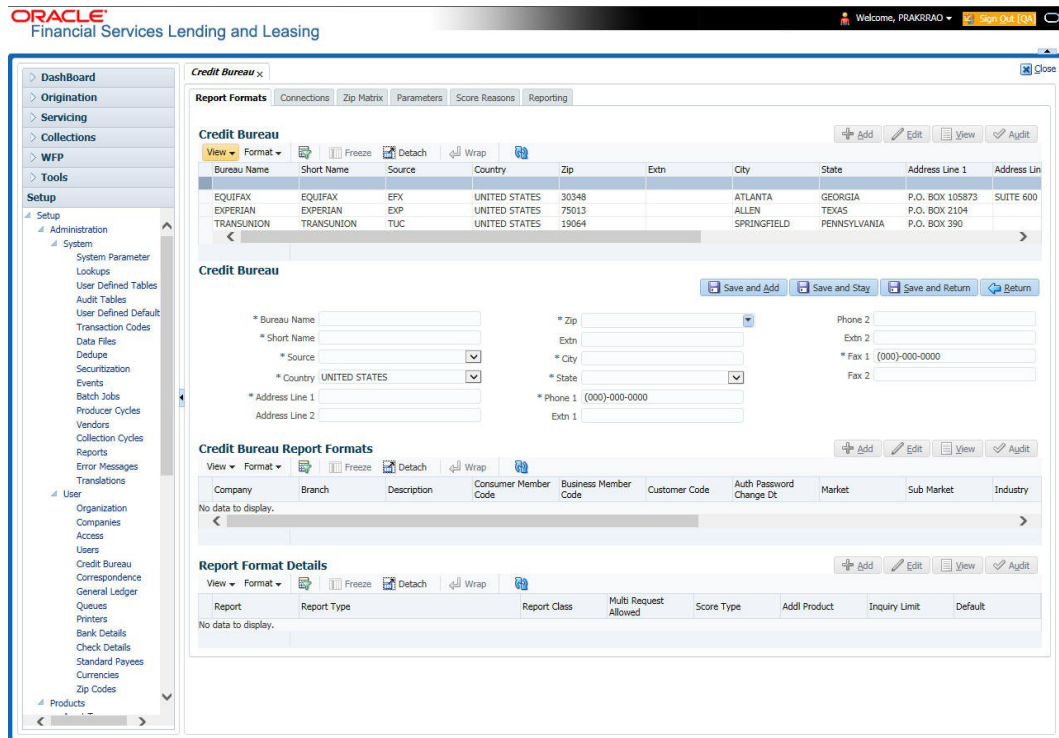 ORACLE
Financial Services Lending and Leasing
Welcome, PRAKRRAO
Sign Out [QA]
DashBoard
Origination
Servicing
Collections
WFP
Tools
Setup
Setup
Administration
System
System Parameter
Lookups
User Defined Tables
Audit Tables
User Defined Default
Transaction Codes
Data Files
Dedupe
Securitization
Events
Batch Jobs
Producer Cycles
Vendors
Collection Cycles
Reports
Error Messages
Translations
User
Organization
Companies
Access
Users
Credit Bureau
Correspondence
General Ledger
Queues
Printers
Bank Details
Check Details
Standard Payees
Currencies
Zip Codes
Products
Credit Bureau x
Close
Report Formats Connections Zip Matrix Parameters Score Reasons Reporting
Credit Bureau
Add Edit View Audit
View Format Freeze Detach Wrap
Bureau Name Short Name Source Country Zip Extn City State Address Line 1 Address Lin
EQUIFAX EQUIFAX EFX UNITED STATES 30348 ATLANTA GEORGIA P.O. BOX 105873 SUITE 600
EXPERIAN EXPERIAN EXP UNITED STATES 75013 ALLEN TEXAS P.O. BOX 2104
TRANSUNION TRANSUNION TUC UNITED STATES 19064 SPRINGFIELD PENNSYLVANIA P.O. BOX 390
Credit Bureau
Save and Add Save and Stay Save and Return Return
* Bureau Name
* Short Name
* Source
* Country UNITED STATES
* Address Line 1
Address Line 2
* Zip
Extn
* City
* State
* Phone 1 (000)-000-0000
Extn 1
Phone 2
Extn 2
* Fax 1 (000)-000-0000
Fax 2
Credit Bureau Report Formats
Add Edit View Audit
View Format Freeze Detach Wrap
Company Branch Description Consumer Member Code Business Member Code Customer Code Auth Password Change Dt Market Sub Market Industry
No data to display.
Report Format Details
Add Edit View Audit
View Format Freeze Detach Wrap
Report Report Type Report Class Multi Request Allowed Score Type Addl Product Inquiry Limit Default
No data to display.